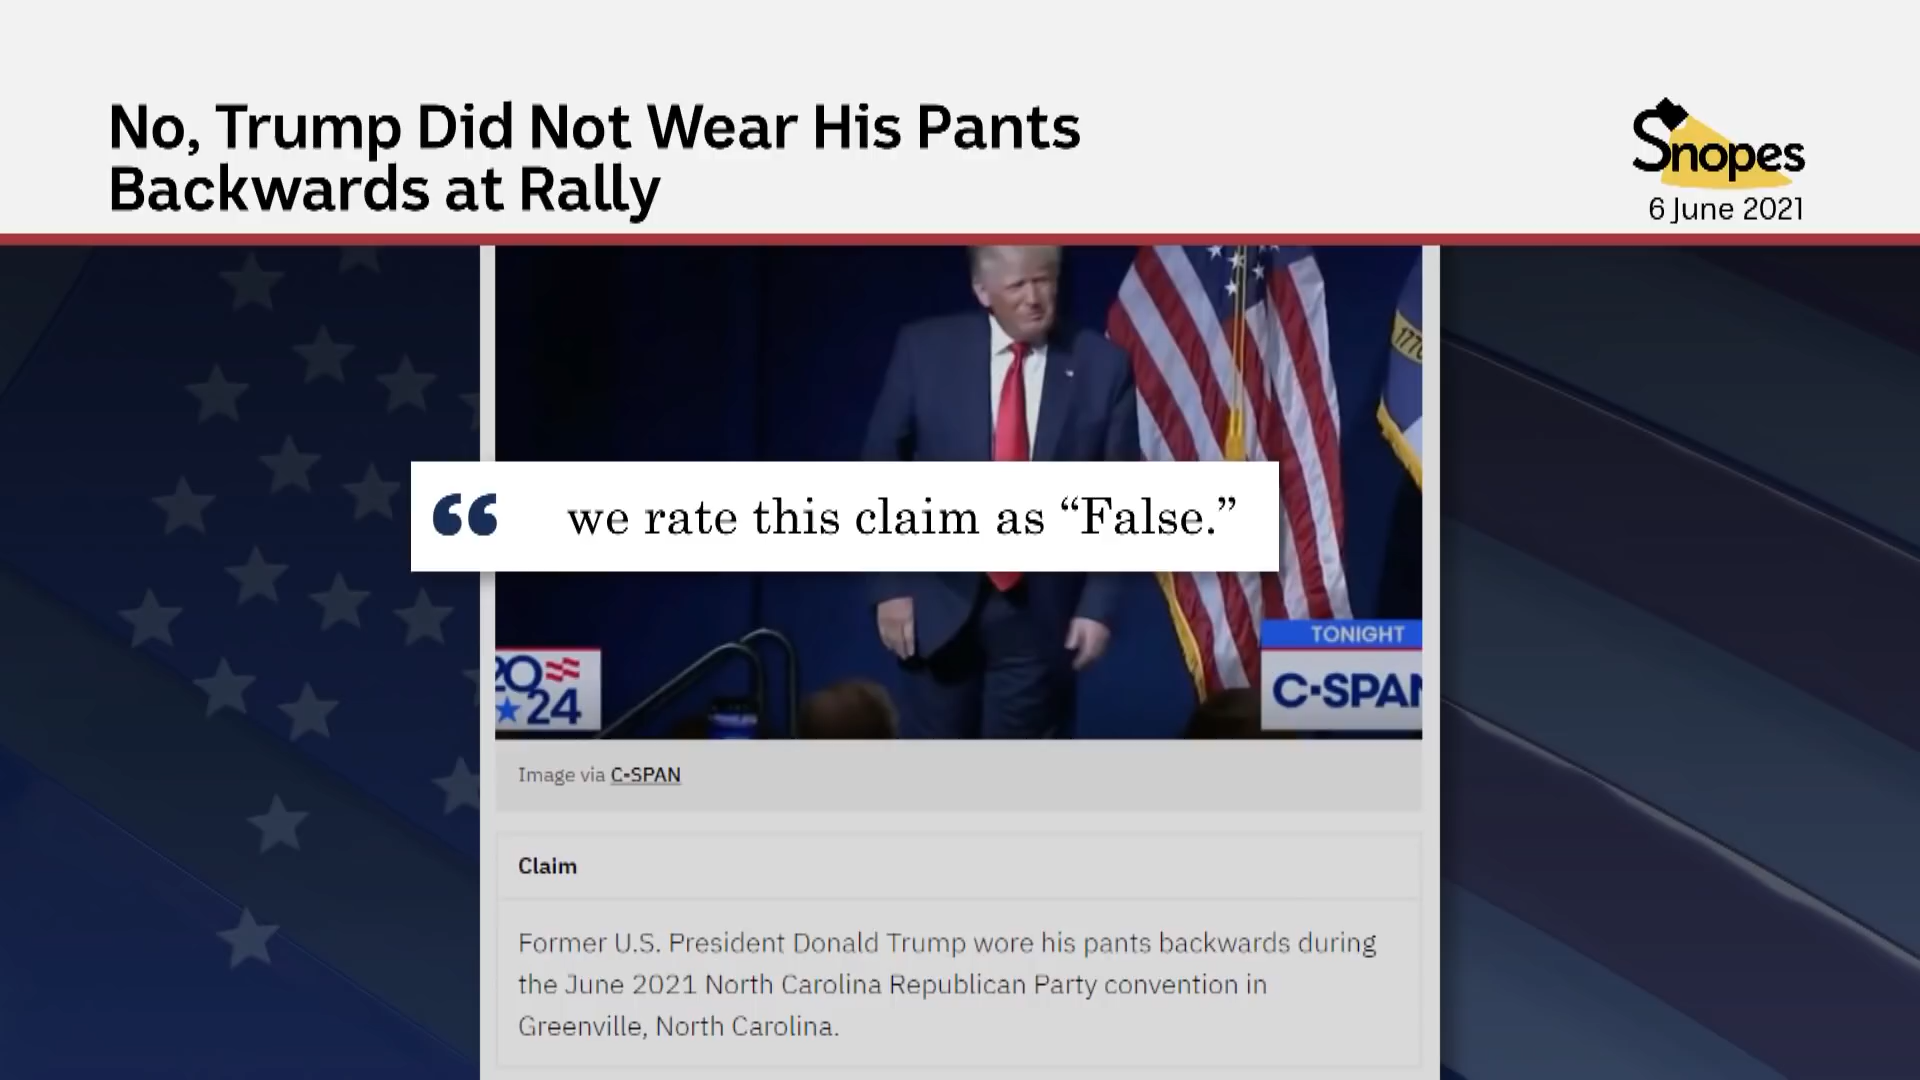 No, Trump Did Not Wear His Pants
Backwards at Rally
Snopes
6 June 2021
1776
“ we rate this claim as “False.”
TONIGHT
C-SPAN
2024
Image via C-SPAN
Claim
Former U.S. President Donald Trump wore his pants backwards during
the June 2021 North Carolina Republican Party convention in
Greenville, North Carolina.